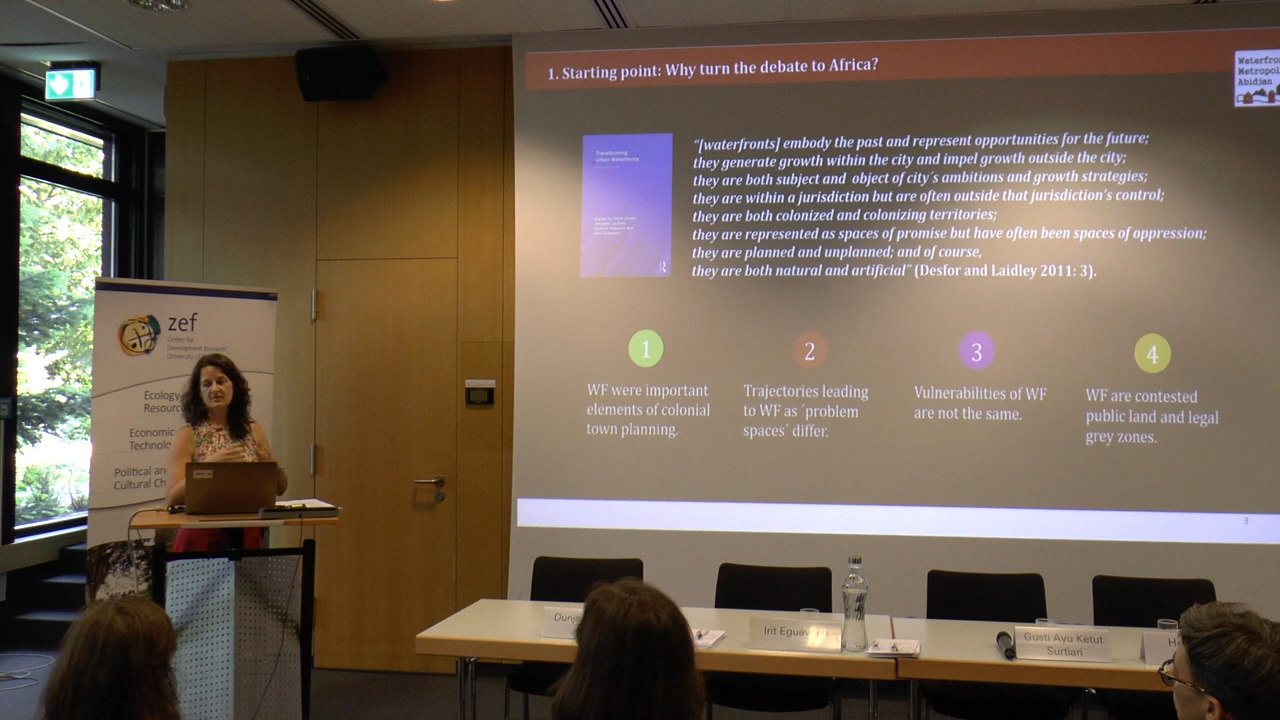 1. Starting point: Why turn the debate to Africa?
Waterfro
Metropol
Abidjan
Transforming
Urban Waterfronts
“[waterfronts] embody the past and represent opportunities for the future;
they generate growth within the city and impel growth outside the city;
they are both subject and object of city´s ambitions and growth strategies;
they are within a jurisdiction but are often outside that jurisdiction’s control;
they are both colonized and colonizing territories;
they are represented as spaces of promise but have often been spaces of oppression;
they are planned and unplanned; and of course,
they are both natural and artificial” (Desfor and Laidley 2011: 3).
1
WF were important
elements of colonial
town planning.
2
Trajectories leading
to WF as ´problem
spaces´ differ.
3
Vulnerabilities of WF
are not the same.
4
WF are contested
public land and legal
grey zones.
3
zef
Center for
Development Research
University of
Ecology
Resourc
Economic
Technolo
Political an
Cultural Ch
Dunja
Irit Eguav
Gusti Ayu Ketut
Surtiari
H